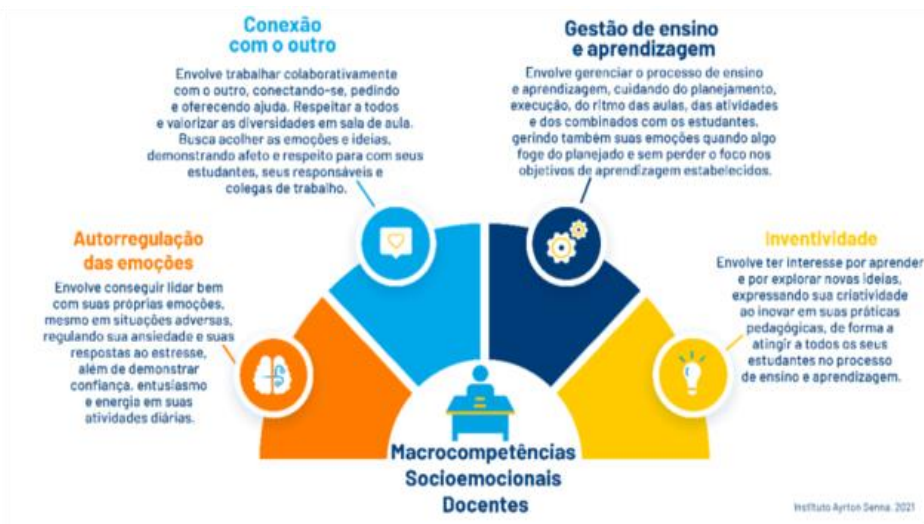 Conexão
com o outro
Envolve trabalhar colaborativamente
com o outro, conectando-se, pedindo
e oferecendo ajuda. Respeitar a todos
e valorizar as diversidades em sala de aula.
Busca acolher as emoções e ideias,
demonstrando afeto e respeito para com seus
estudantes, seus responsáveis e
colegas de trabalho.
Gestão de ensino
e aprendizagem
Envolve gerenciar o processo de ensino
e aprendizagem, cuidando do planejamento,
execução, do ritmo das aulas, das atividades
e dos combinados com os estudantes,
gerindo também suas emoções quando algo
foge do planejado e sem perder o foco nos
objetivos de aprendizagem estabelecidos.
Autorregulação
das emoções
Envolve conseguir lidar bem
com suas próprias emoções,
mesmo em situações adversas,
regulando sua ansiedade e suas
respostas ao estresse,
além de demonstrar
confiança, entusiasmo
e energia em suas
atividades diárias.
Inventividade
Envolve ter interesse por aprender
e por explorar novas ideias,
expressando sua criatividade
ao inovar em suas práticas
pedagógicas, de forma a
atingir a todos os seus
estudantes no processo
de ensino e aprendizagem.
Macrocompetências
Socioemocionais
Docentes
Instituto Ayrton Senna. 2021